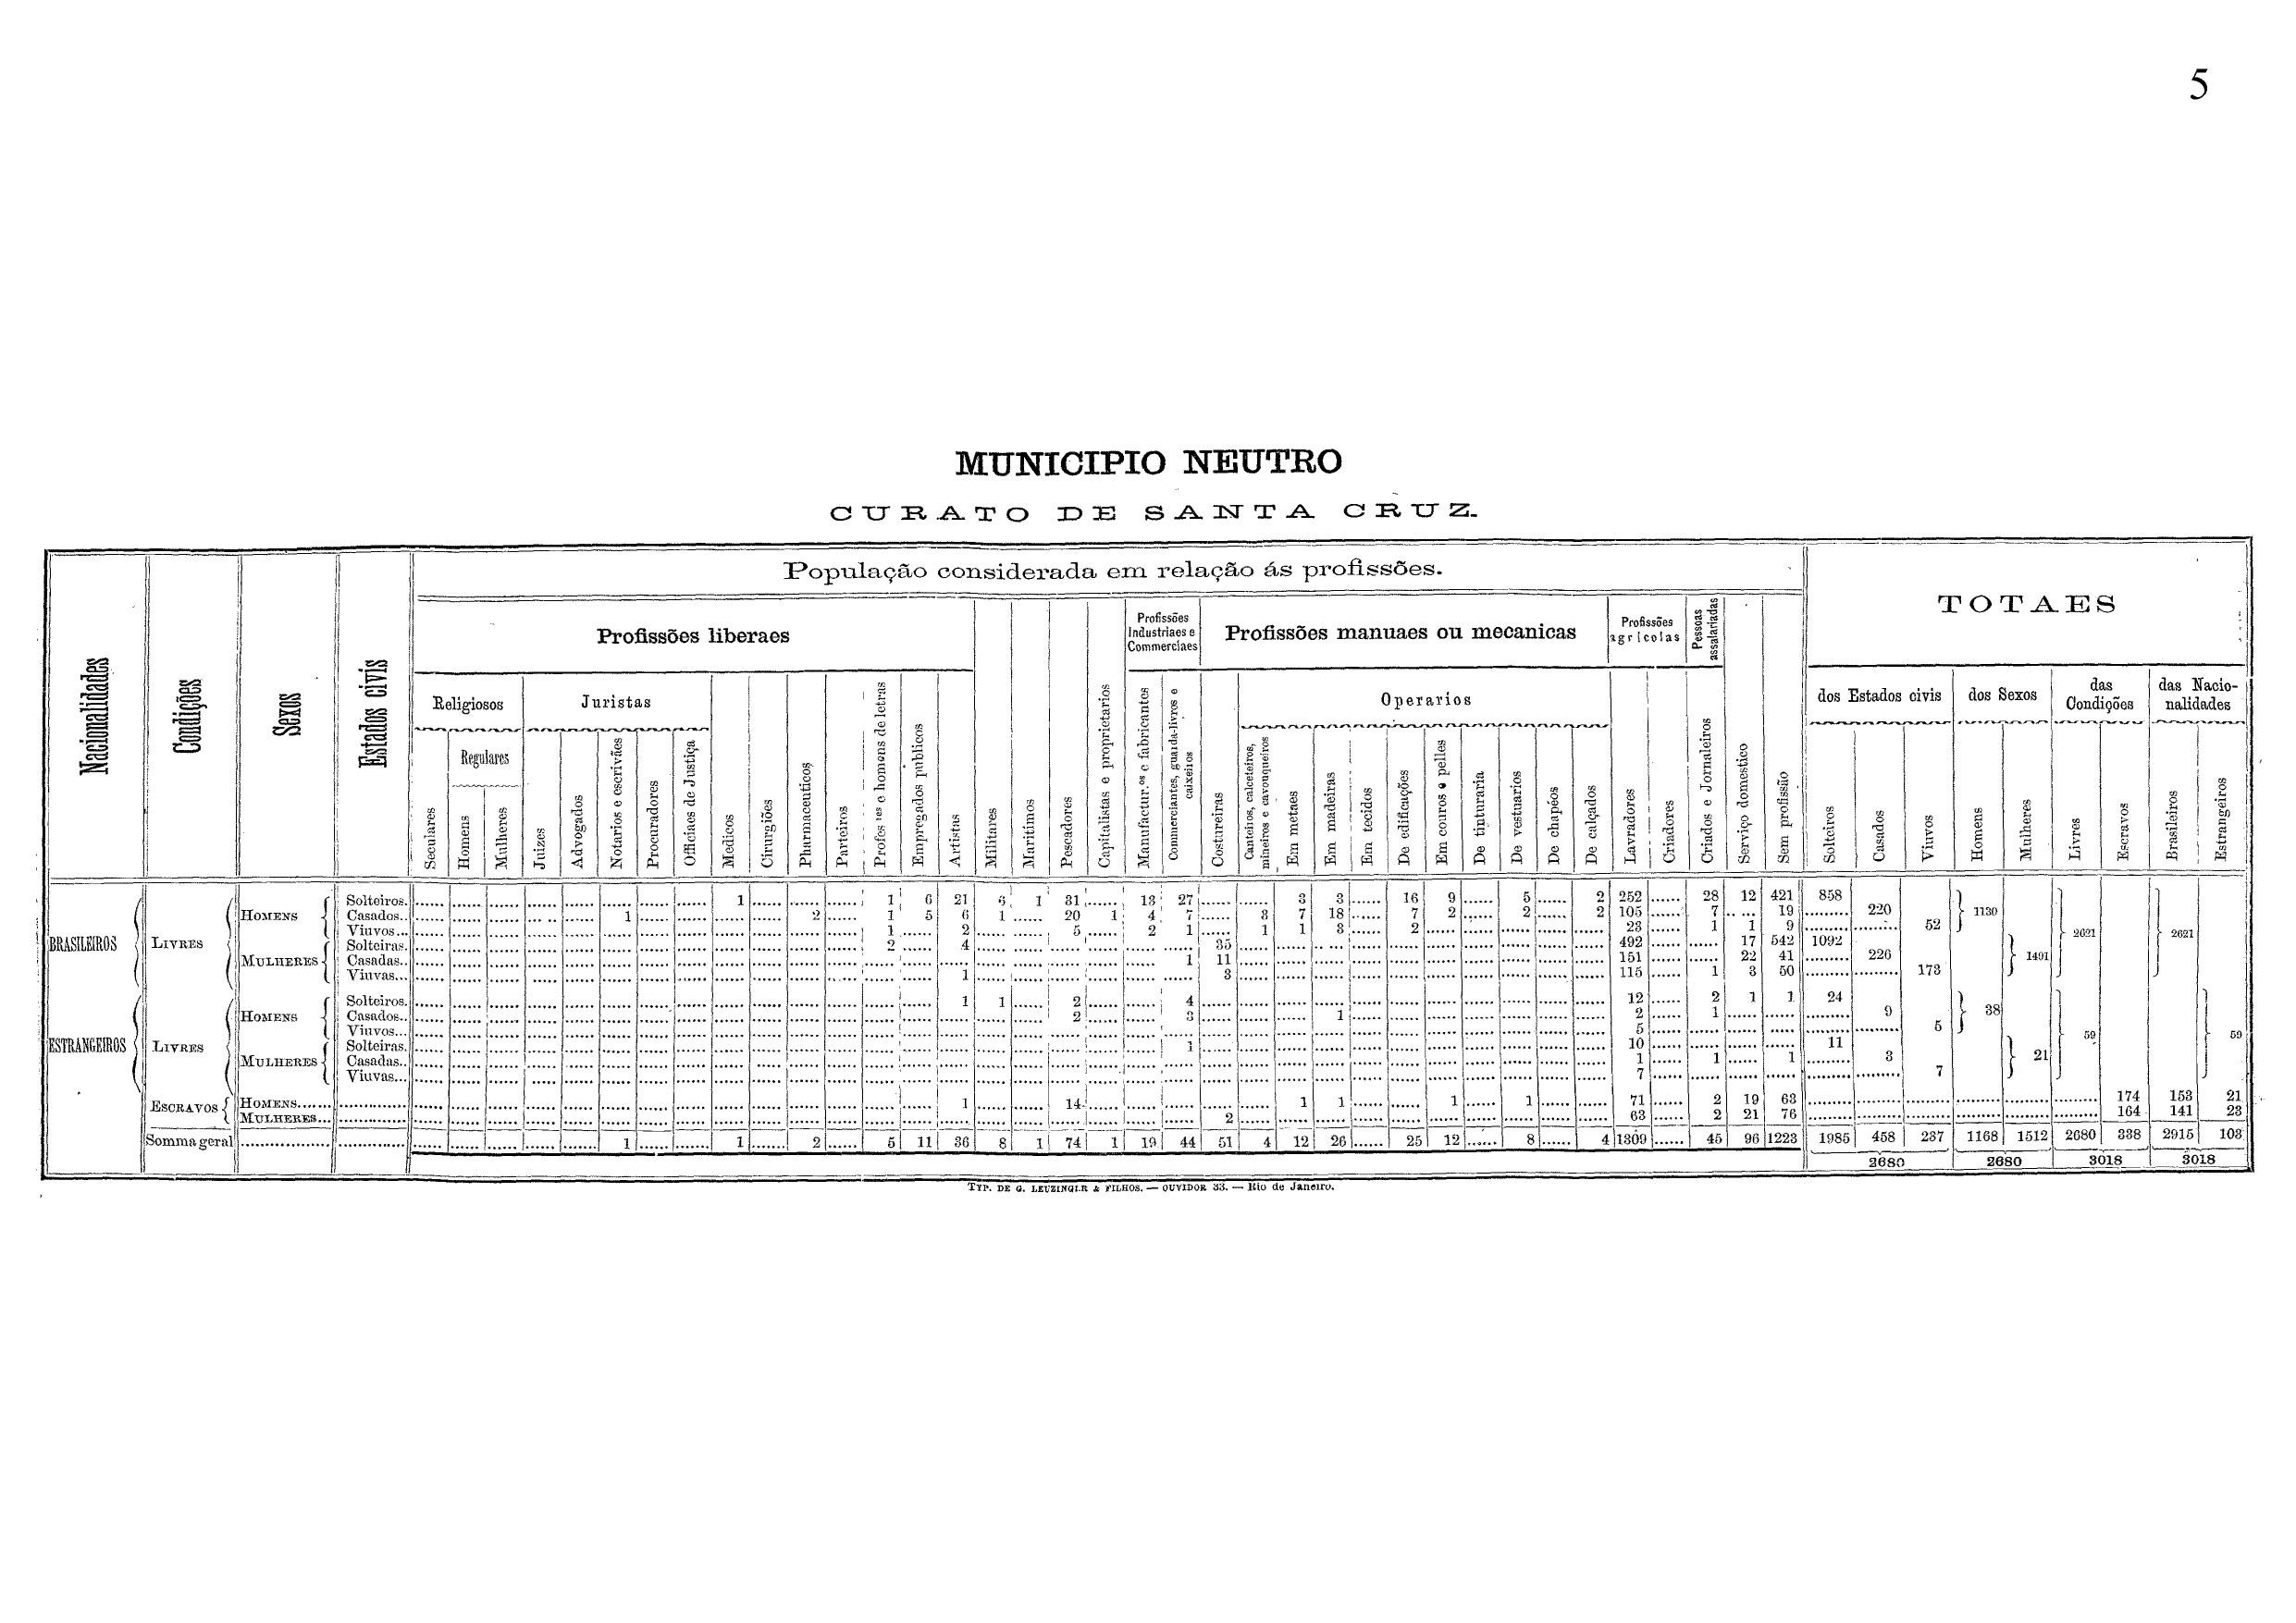 5
MUNICIPIO NEUTRO
CURATO DE SANTA CRUZ.
Nacionalidades
Condições
Sexos
Estados civis
População considerada em relação ás profissões.
TOTAES
Profissões liberaes
Profissões Industriaes e Commerciaes
Profissões manuaes ou mecanicas
Profissões agricolas
Pessoas assalariadas
Religiosos
Juristas
Operarios
dos Estados civis
dos Sexos
das Condições
das Nacionalidades
Regulares
Seculares
Homens
Mulheres
Juizes
Advogados
Notarios e escrivães
Procuradores
Officiaes de Justiça
Medicos
Cirurgiões
Pharmaceuticos
Parteiros
Profos res e homens de letras
Empregados publicos
Artistas
Militares
Maritimos
Pescadores
Capitalistas e proprietarios
Manufactur.os e fabricantes
Commerciantes, guarda-livros e caixeiros
Costureiras
Canteiros, calceteiros, mineiros e cavouqueiros
Em metaes
Em madeiras
Em tecidos
De edificações
Em couros e pelles
De tinturaria
De vestuarios
De chapéos
De calçados
Lavradores
Criadores
Criados e Jornaleiros
Serviço domestico
Sem profissão
Solteiros
Casados
Viuvos
Homens
Mulheres
Livres
Escravos
Brasileiros
Estrangeiros
BRASILEIROS LIVRES HOMENS Solteiros. 1 1 6 21 6 1 31 13 27 3 3 16 9 5 2 252 28 12 421 858
Casados.. 1 2 1 5 6 1 20 1 4 7 3 7 18 7 2 2 2 105 7 19 220 1130
Viuvos... 1 2 5 2 1 1 1 3 2 23 1 1 9 52
MULHERES Solteiras. 2 4 35 492 17 542 1092 2621 2621
Casadas.. 1 11 151 22 41 226 1491
Viuvas... 1 3 115 1 3 50 173
ESTRANGEIROS LIVRES HOMENS Solteiros. 1 1 2 4 12 2 1 1 24
Casados.. 2 3 1 2 1 9 38
Viuvos... 5 5
MULHERES Solteiras. 1 10 11 59 59
Casadas.. 1 1 1 3 21
Viuvas... 7 7
ESCRAVOS HOMENS....... 1 14 1 1 1 1 71 2 19 63 174 153 21
MULHERES... 2 63 2 21 76 164 141 23
Somma geral 1 1 2 5 11 36 8 1 74 1 19 44 51 4 12 26 25 12 8 4 1309 45 96 1223 1985 458 237 1168 1512 2680 338 2915 103
2680 2680 3018 3018
TYP. DE G. LEUZINGER & FILHOS. — OUVIDOR 33. — Rio de Janeiro.